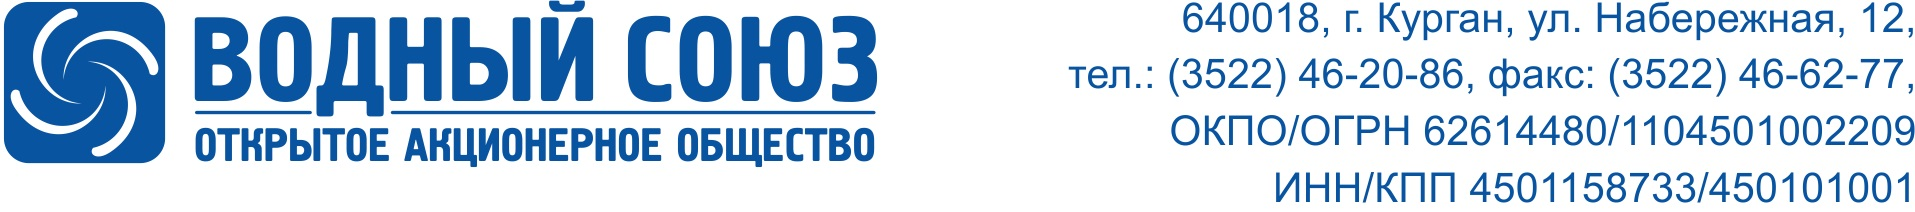 ВОДНЫЙ СОЮЗ
ОТКРЫТОЕ АКЦИОНЕРНОЕ ОБЩЕСТВО
640018, г. Курган, ул. Набережная, 12,
тел.: (3522) 46-20-86, факс: (3522) 46-62-77,
ОКПО/ОГРН 62614480/1104501002209
ИНН/КПП 4501158733/450101001